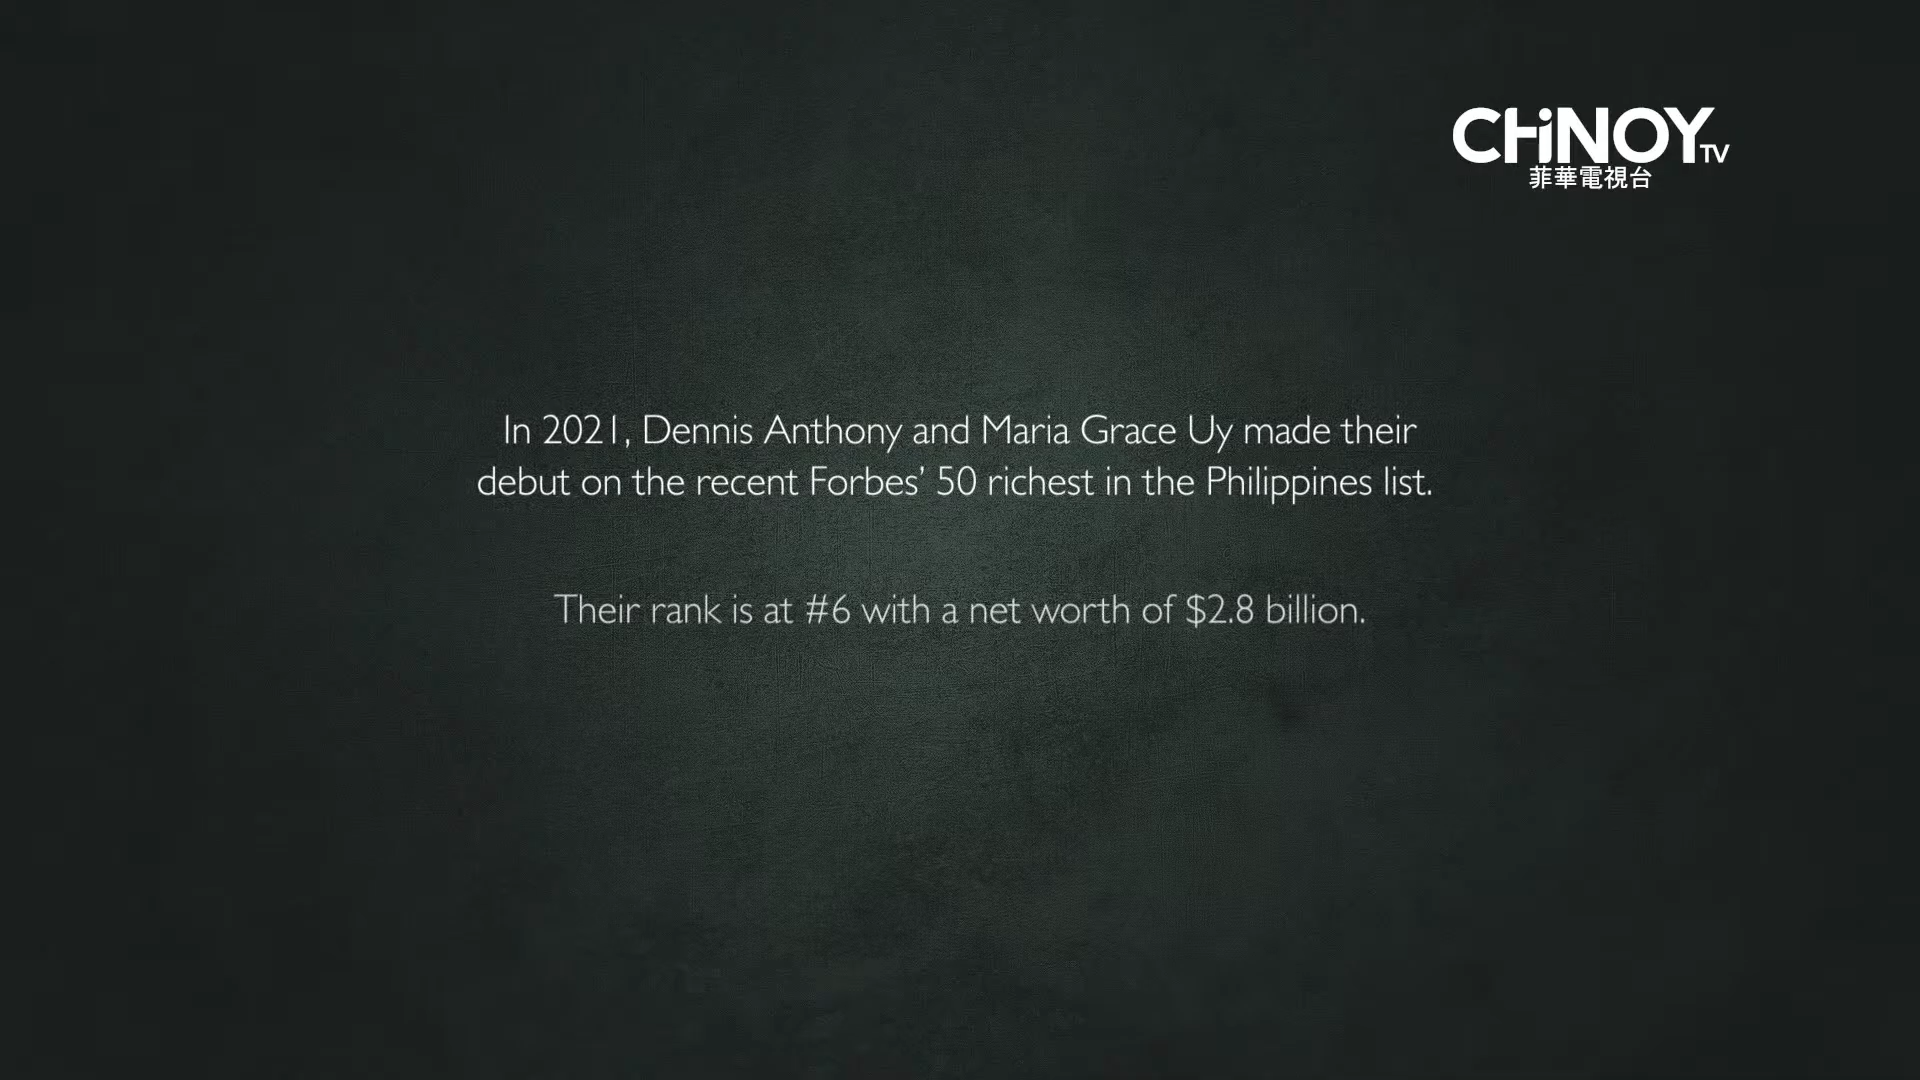 CHiNOY TV
菲華電視台
In 2021, Dennis Anthony and Maria Grace Uy made their
debut on the recent Forbes’ 50 richest in the Philippines list.
Their rank is at #6 with a net worth of $2.8 billion.